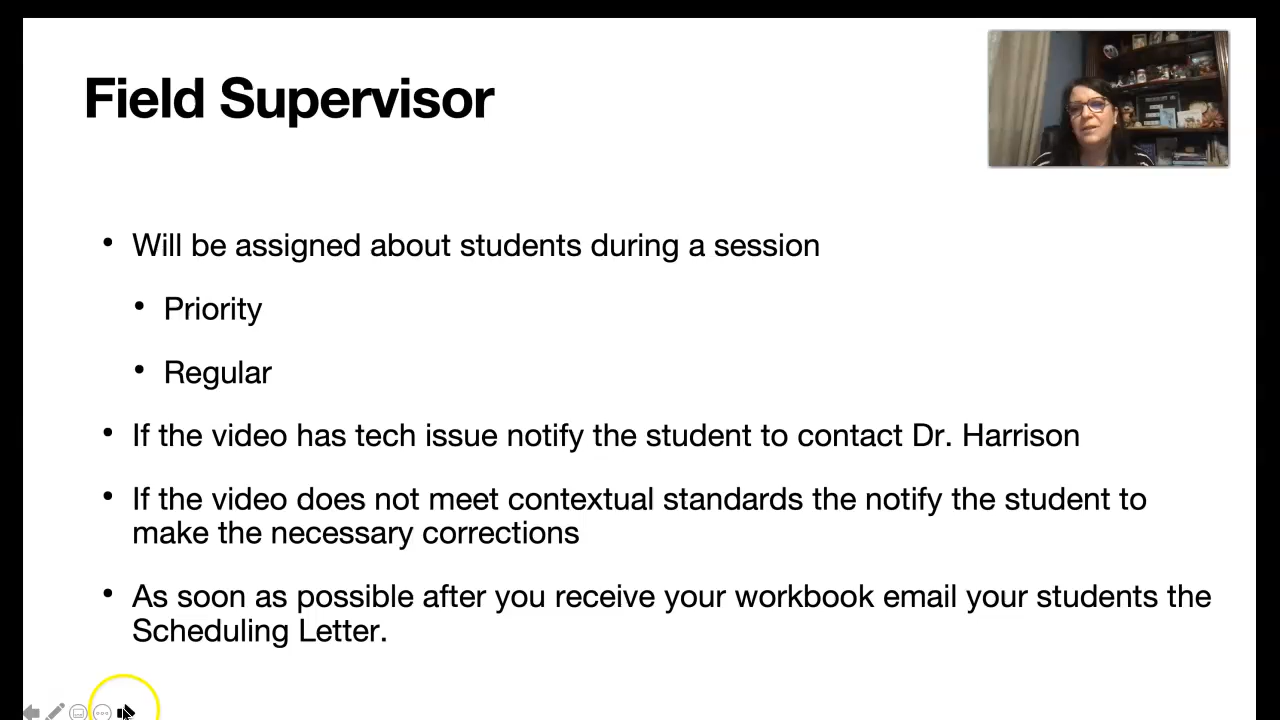 Field Supervisor
• Will be assigned about students during a session
• Priority
• Regular
• If the video has tech issue notify the student to contact Dr. Harrison
• If the video does not meet contextual standards the notify the student to
make the necessary corrections
• As soon as possible after you receive your workbook email your students the
Scheduling Letter.